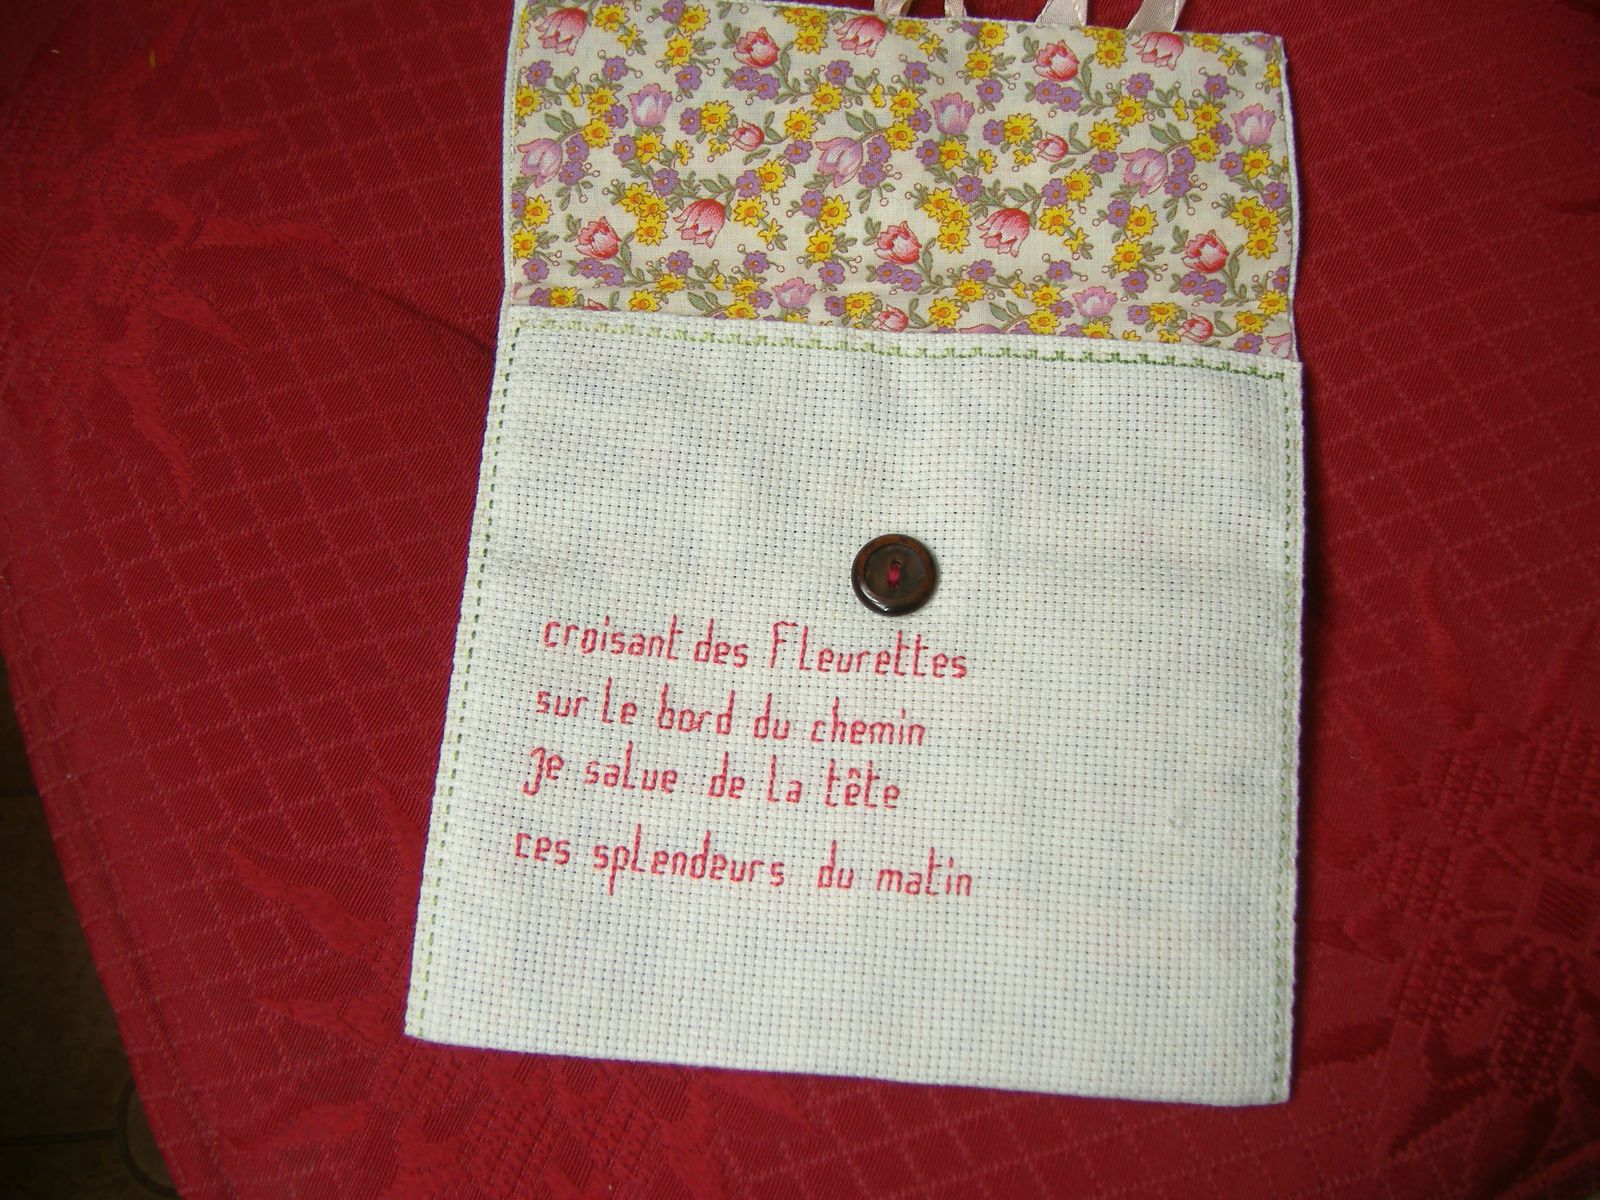 croisant des Fleurettes
sur le bord du chemin
je salue de la tête
ces splendeurs du matin